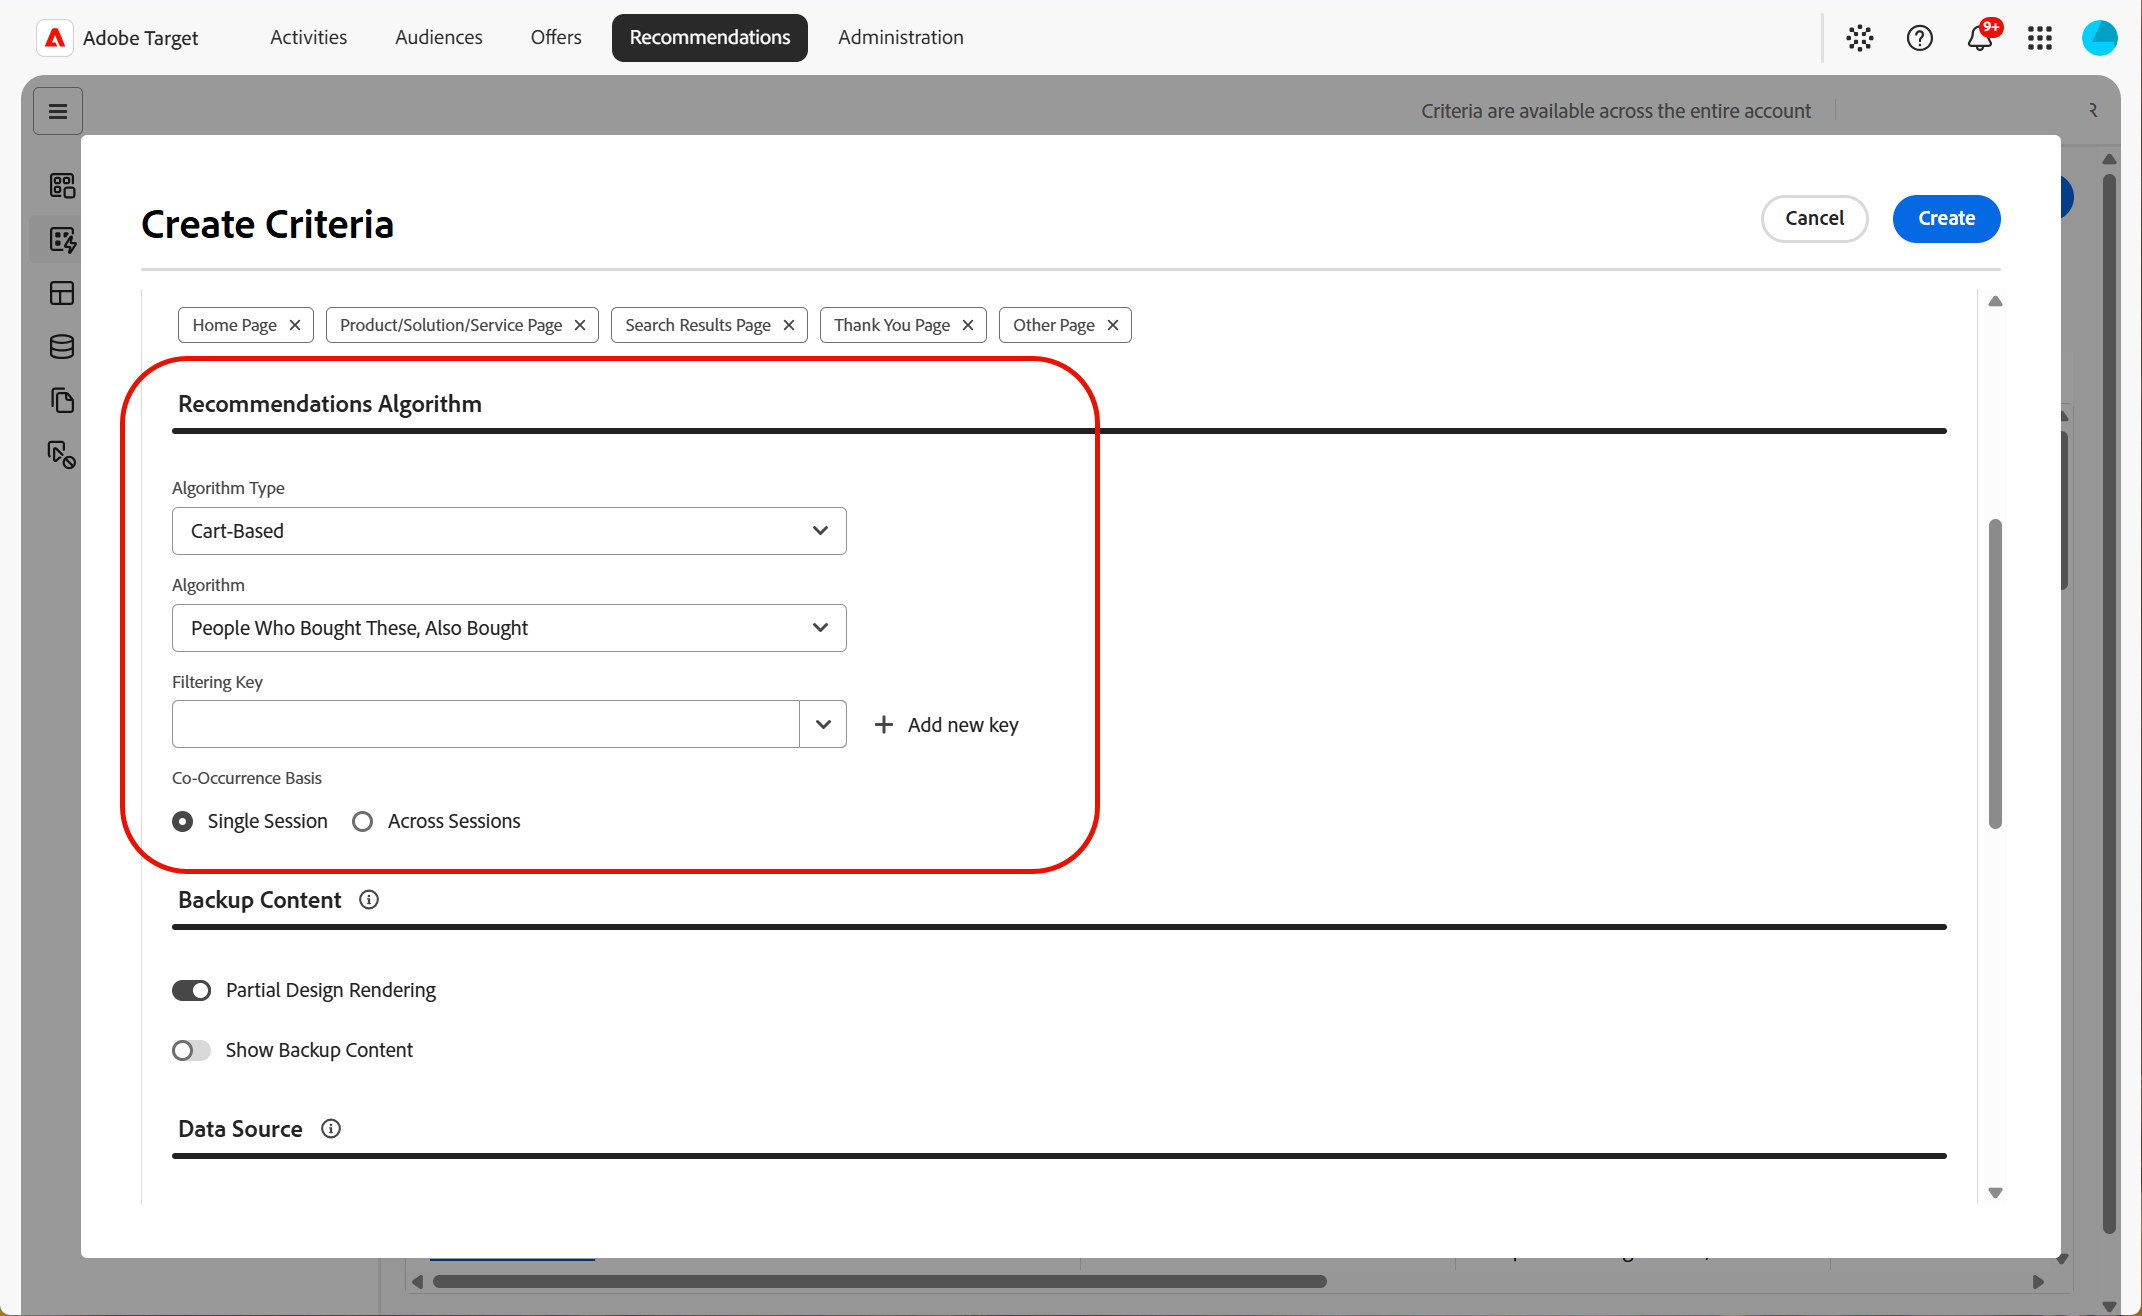 Adobe Target
Activities
Audiences
Offers
Recommendations
Administration
9+
Criteria are available across the entire account
Create Criteria
Cancel
Create
Home Page
Product/Solution/Service Page
Search Results Page
Thank You Page
Other Page
Recommendations Algorithm
Algorithm Type
Cart-Based
Algorithm
People Who Bought These, Also Bought
Filtering Key
Add new key
Co-Occurrence Basis
Single Session
Across Sessions
Backup Content
Partial Design Rendering
Show Backup Content
Data Source